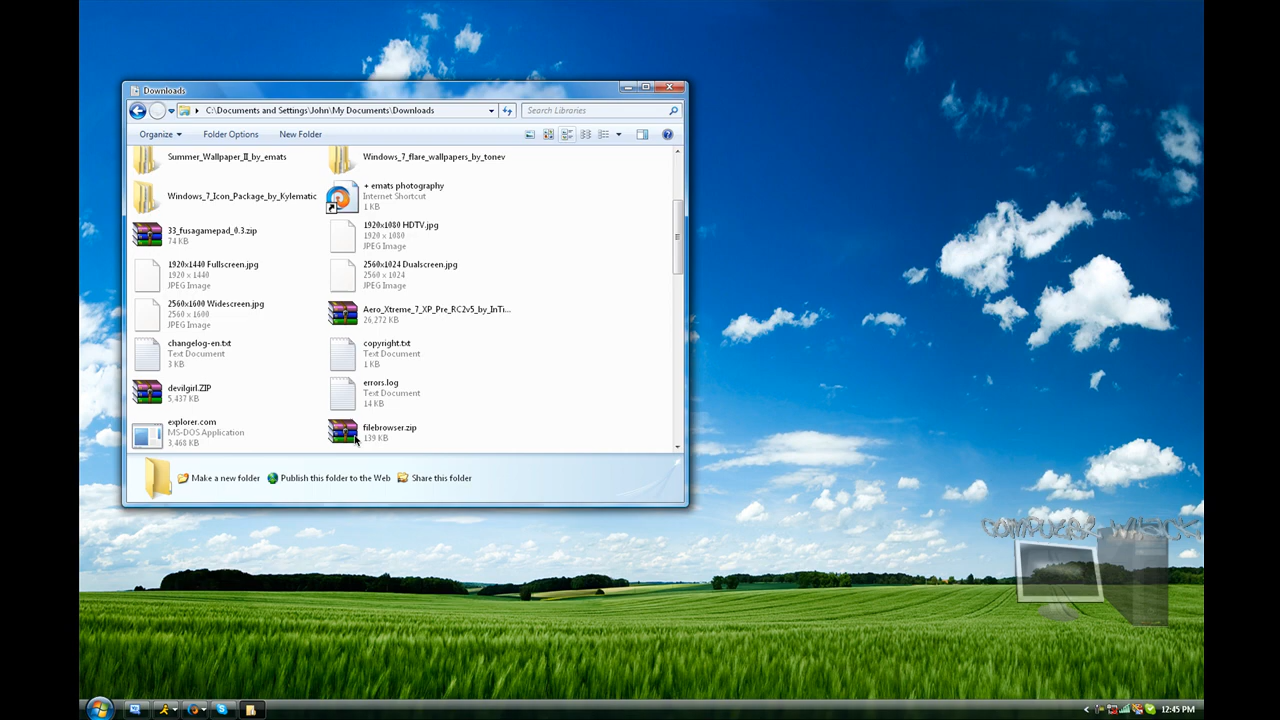 Downloads
C:\Documents and Settings\John\My Documents\Downloads
Search Libraries
Organize
Folder Options
New Folder
Summer_Wallpaper_II_by_emats
Windows_7_flare_wallpapers_by_tonev
Windows_7_Icon_Package_by_Kylematic
+ emats photography
Internet Shortcut
1 KB
33_fusagamepad_0.3.zip
74 KB
1920x1080 HDTV.jpg
1920 x 1080
JPEG Image
1920x1440 Fullscreen.jpg
1920 x 1440
JPEG Image
2560x1024 Dualscreen.jpg
2560 x 1024
JPEG Image
2560x1600 Widescreen.jpg
2560 x 1600
JPEG Image
Aero_Xtreme_7_XP_Pre_RC2v5_by_InTi...
26,272 KB
changelog-en.txt
Text Document
3 KB
copyright.txt
Text Document
1 KB
devilgirl.ZIP
5,437 KB
errors.log
Text Document
14 KB
explorer.com
MS-DOS Application
3,468 KB
filebrowser.zip
139 KB
Make a new folder
Publish this folder to the Web
Share this folder
12:45 PM